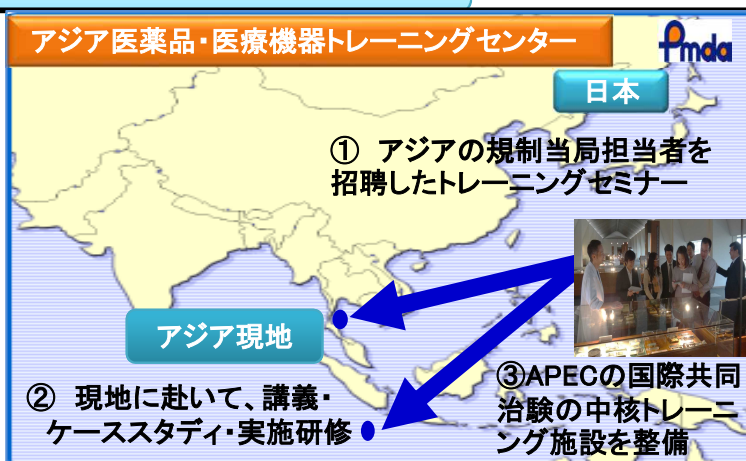 アジア医薬品・医療機器トレーニングセンター
Pmda
日本
① アジアの規制当局担当者を
招聘したトレーニングセミナー
アジア現地
② 現地に赴いて、講義・
ケーススタディ・実施研修
③APECの国際共同
治験の中核トレーニ
ング施設を整備